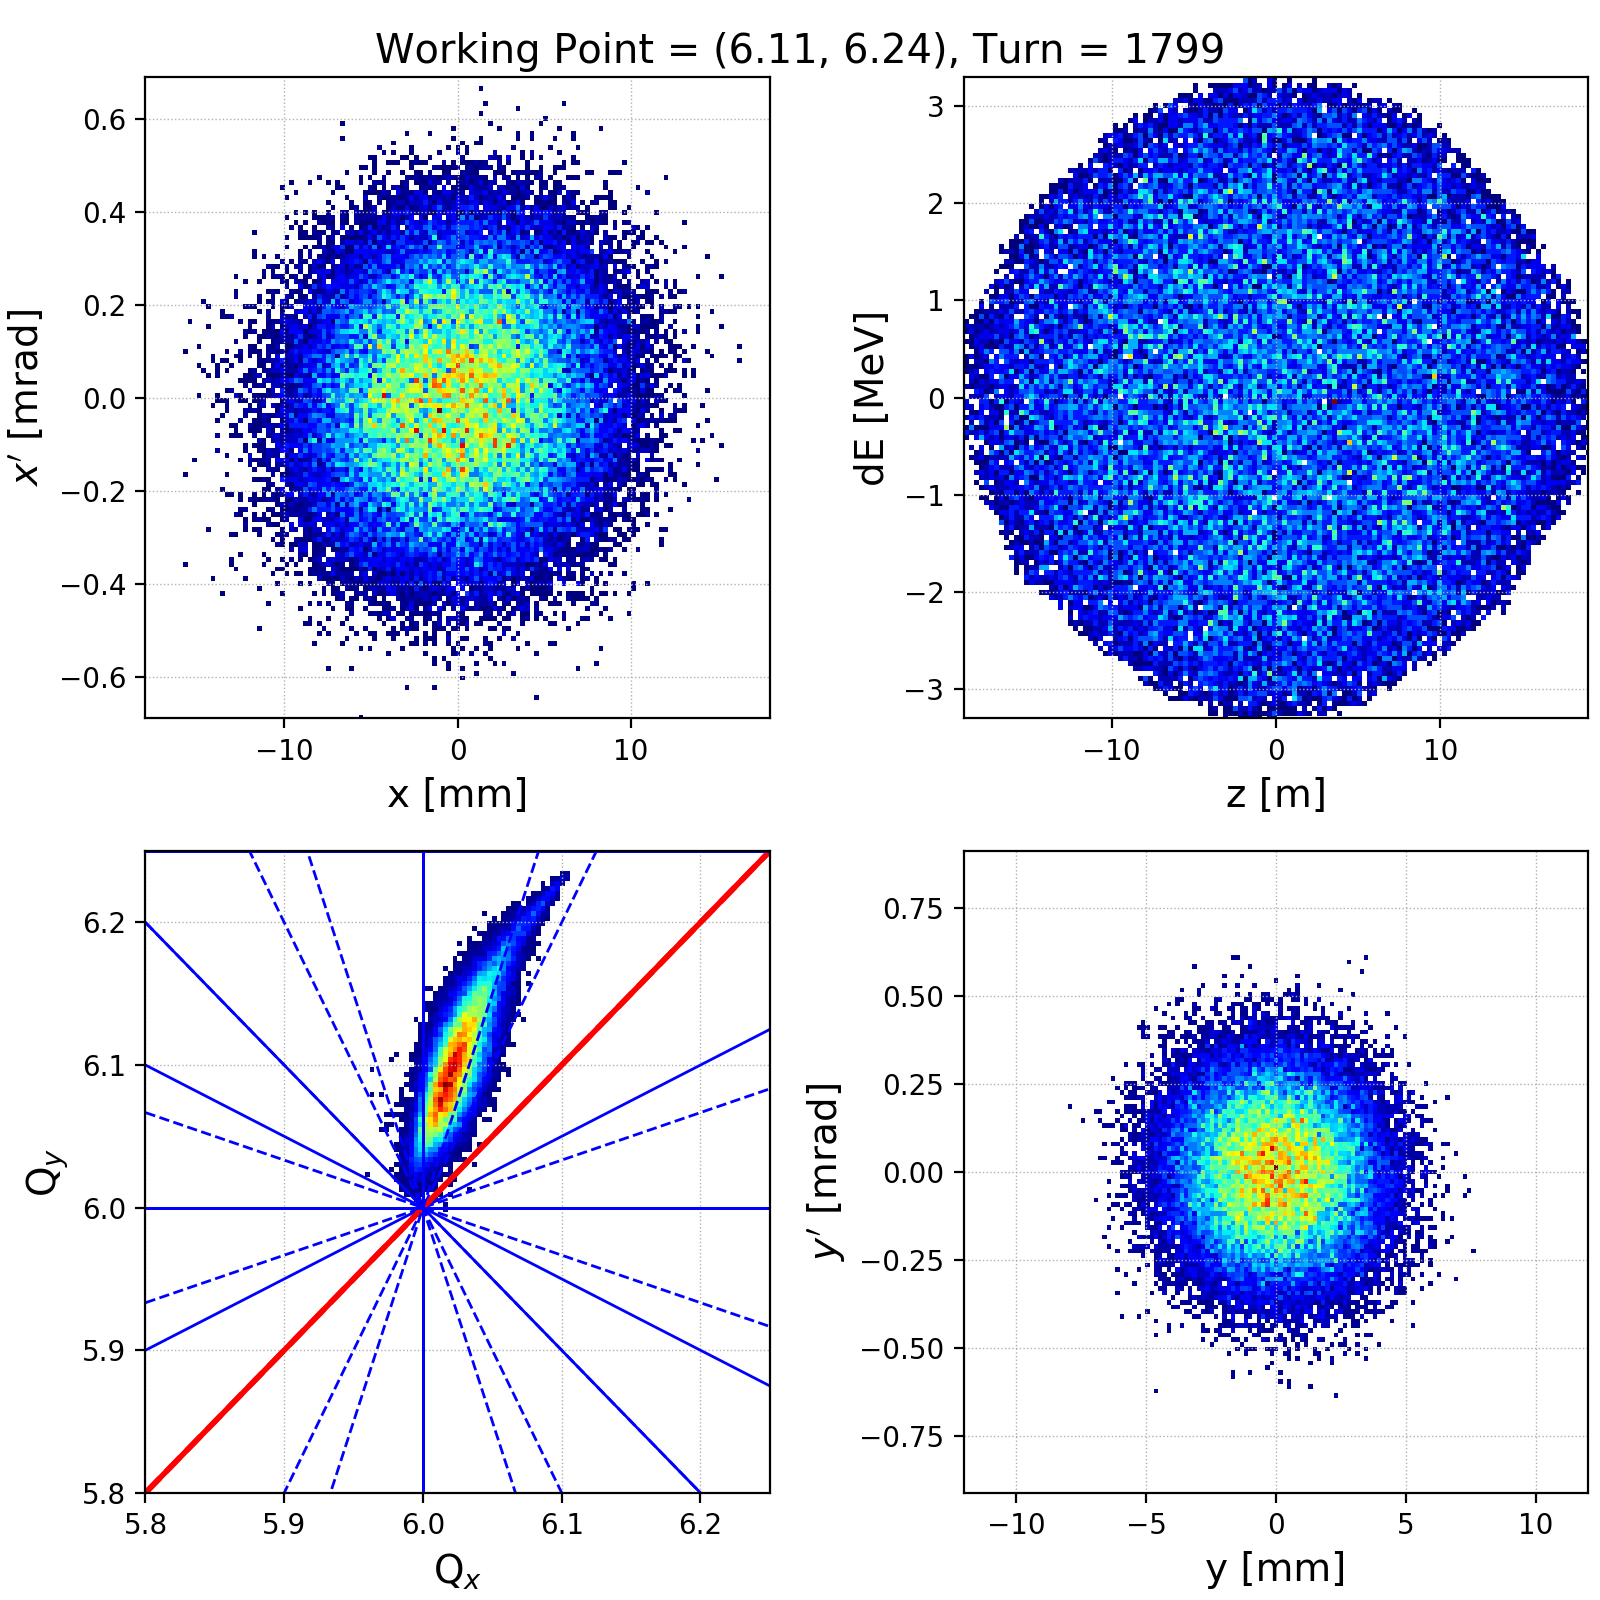 Working Point = (6.11, 6.24), Turn = 1799
0.6
0.4
0.2
0.0
−0.2
−0.4
−0.6
x′ [mrad]
−10 0 10
x [mm]
3
2
1
0
−1
−2
−3
dE [MeV]
−10 0 10
z [m]
6.2
6.1
6.0
5.9
5.8
Qy
5.8 5.9 6.0 6.1 6.2
Qx
0.75
0.50
0.25
0.00
−0.25
−0.50
−0.75
y′ [mrad]
−10 −5 0 5 10
y [mm]